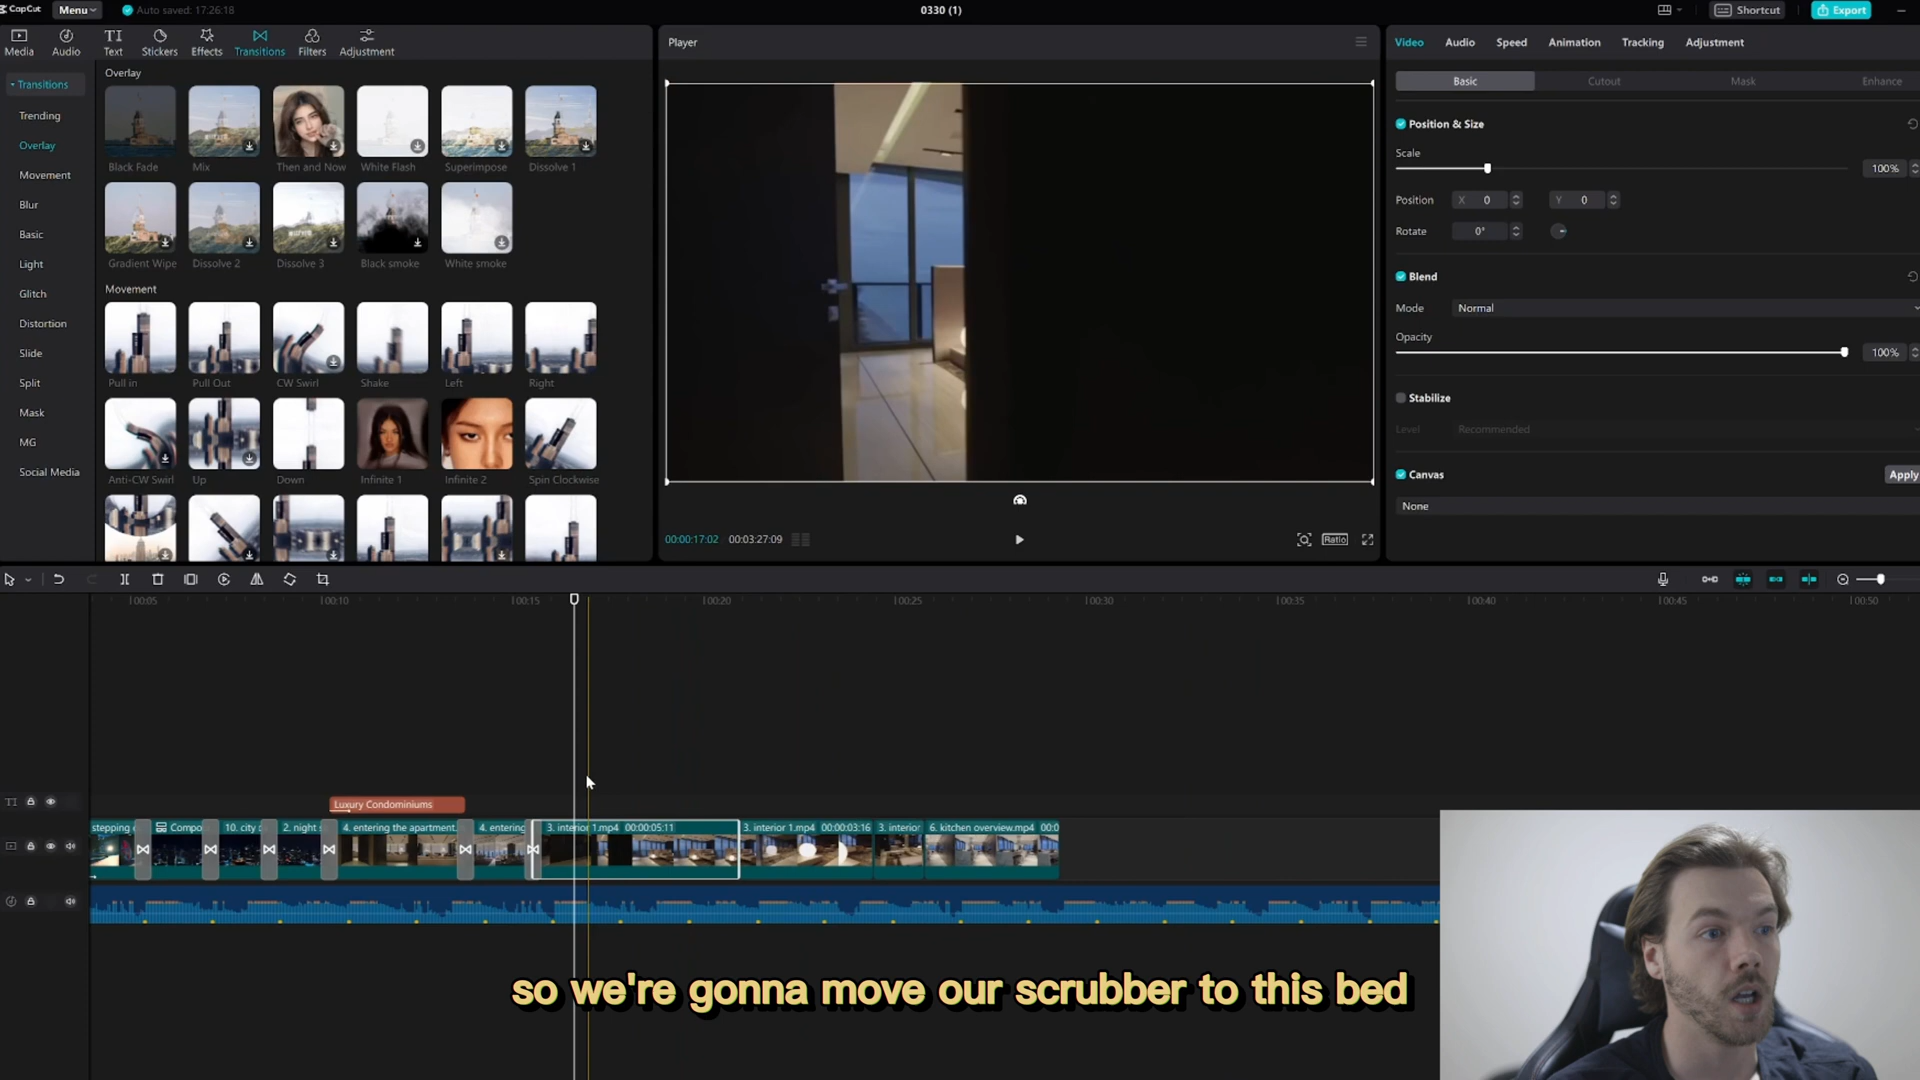 CapCut Menu Auto saved: 17:26:18 0330 (1) Shortcut Export
Media Audio Text Stickers Effects Transitions Filters Adjustment
Transitions
Trending
Overlay
Movement
Blur
Basic
Light
Glitch
Distortion
Slide
Split
Mask
MG
Social Media
Overlay
Black Fade Mix Then and Now White Flash Superimpose Dissolve 1
Gradient Wipe Dissolve 2 Dissolve 3 Black smoke White smoke
Movement
Pull in Pull Out CW Swirl Shake Left Right
Anti-CW Swirl Up Down Infinite 1 Infinite 2 Spin Clockwise
Player
00:00:17:02 00:03:27:09 Ratio
Video Audio Speed Animation Tracking Adjustment
Basic Cutout Mask Enhance
Position & Size
Scale
100%
Position X 0 Y 0
Rotate 0°
Blend
Mode Normal
Opacity
100%
Stabilize
Level Recommended
Canvas Apply
None
00:05 00:10 00:15 00:20 00:25 00:30 00:35 00:40 00:45 00:50
TI Luxury Condominiums
stepping Compo 10. city 2. night 4. entering the apartment. 4. entering 3. interior 1.mp4 00:00:05:11 3. interior 1.mp4 00:00:03:16 3. interior 6. kitchen overview.mp4 00:0
so we're gonna move our scrubber to this bed